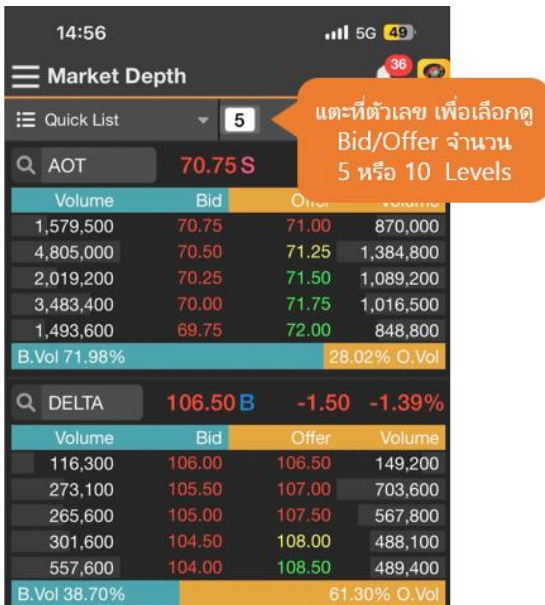 14:56 5G 49
Market Depth 36
Quick List 5
แตะที่ตัวเลข เพื่อเลือกดู
Bid/Offer จำนวน
5 หรือ 10 Levels
AOT 70.75 S
Volume Bid Offer Volume
1,579,500 70.75 71.00 870,000
4,805,000 70.50 71.25 1,384,800
2,019,200 70.25 71.50 1,089,200
3,483,400 70.00 71.75 1,016,500
1,493,600 69.75 72.00 848,800
B.Vol 71.98% 28.02% O.Vol
DELTA 106.50 B -1.50 -1.39%
Volume Bid Offer Volume
116,300 106.00 106.50 149,200
273,100 105.50 107.00 703,600
265,600 105.00 107.50 567,800
301,600 104.50 108.00 488,100
557,600 104.00 108.50 489,400
B.Vol 38.70% 61.30% O.Vol